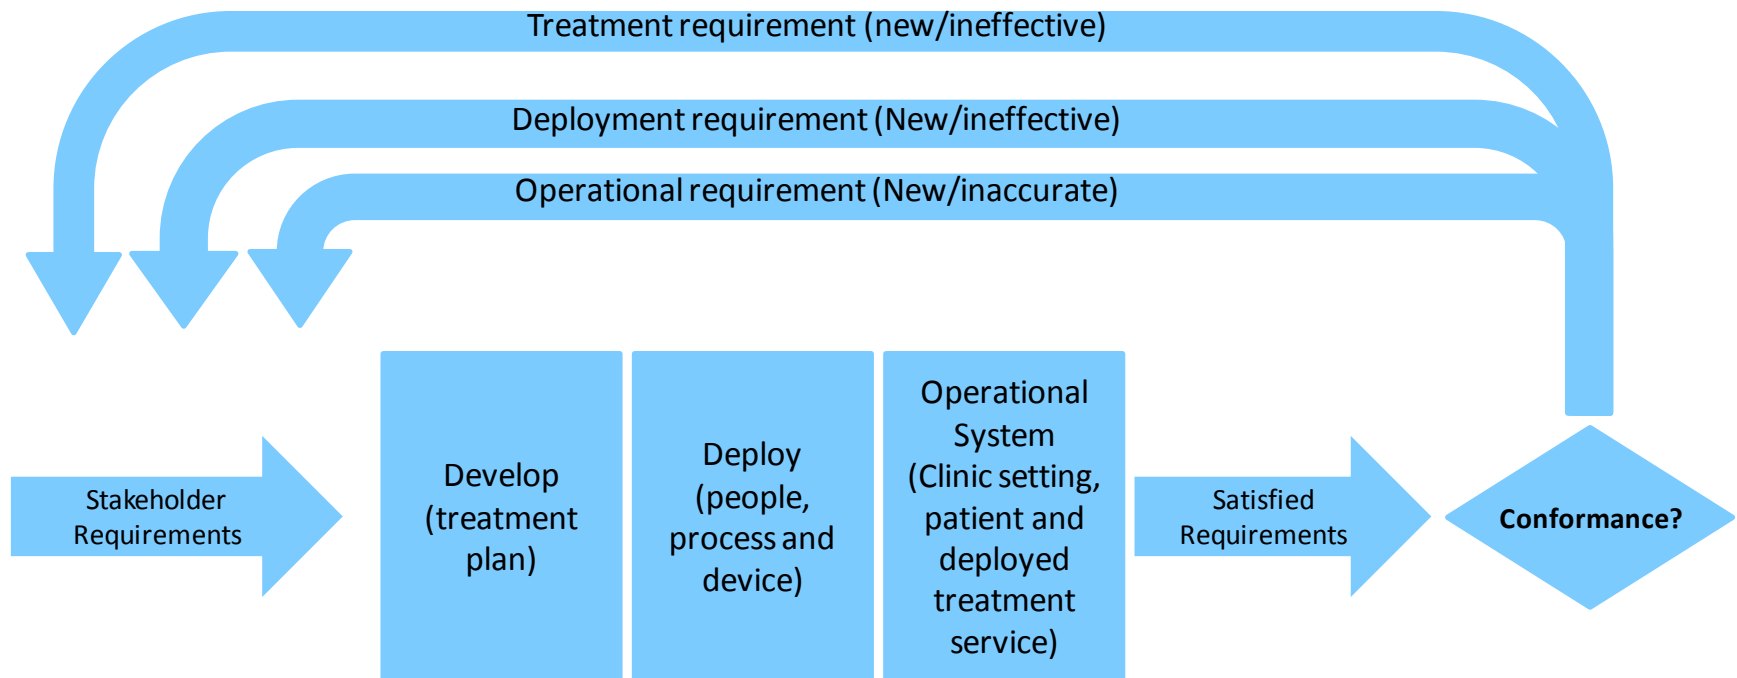 Treatment requirement (new/ineffective)
Deployment requirement (New/ineffective)
Operational requirement (New/inaccurate)
Stakeholder
Requirements
Develop
(treatment
plan)
Deploy
(people,
process and
device)
Operational
System
(Clinic setting,
patient and
deployed
treatment
service)
Satisfied
Requirements
Conformance?